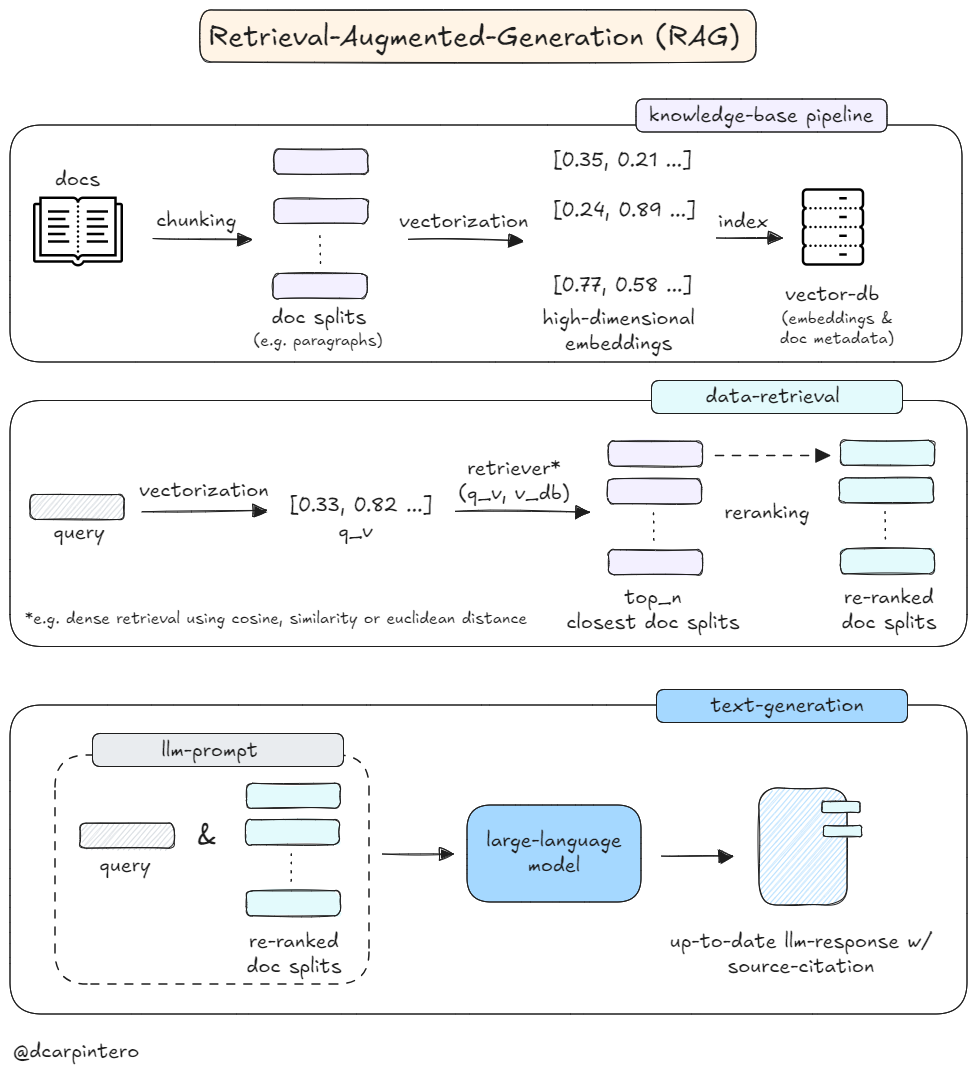 Retrieval-Augmented-Generation (RAG)
knowledge-base pipeline
docs
chunking
doc splits
(e.g. paragraphs)
vectorization
[0.35, 0.21 ...]
[0.24, 0.89 ...]
[0.77, 0.58 ...]
high-dimensional
embeddings
index
vector-db
(embeddings &
doc metadata)
data-retrieval
query
vectorization
[0.33, 0.82 ...]
q_v
retriever*
(q_v, v_db)
top_n
closest doc splits
reranking
re-ranked
doc splits
*e.g. dense retrieval using cosine, similarity or euclidean distance
text-generation
llm-prompt
query
&
re-ranked
doc splits
large-language
model
up-to-date llm-response w/
source-citation
@dcarpintero